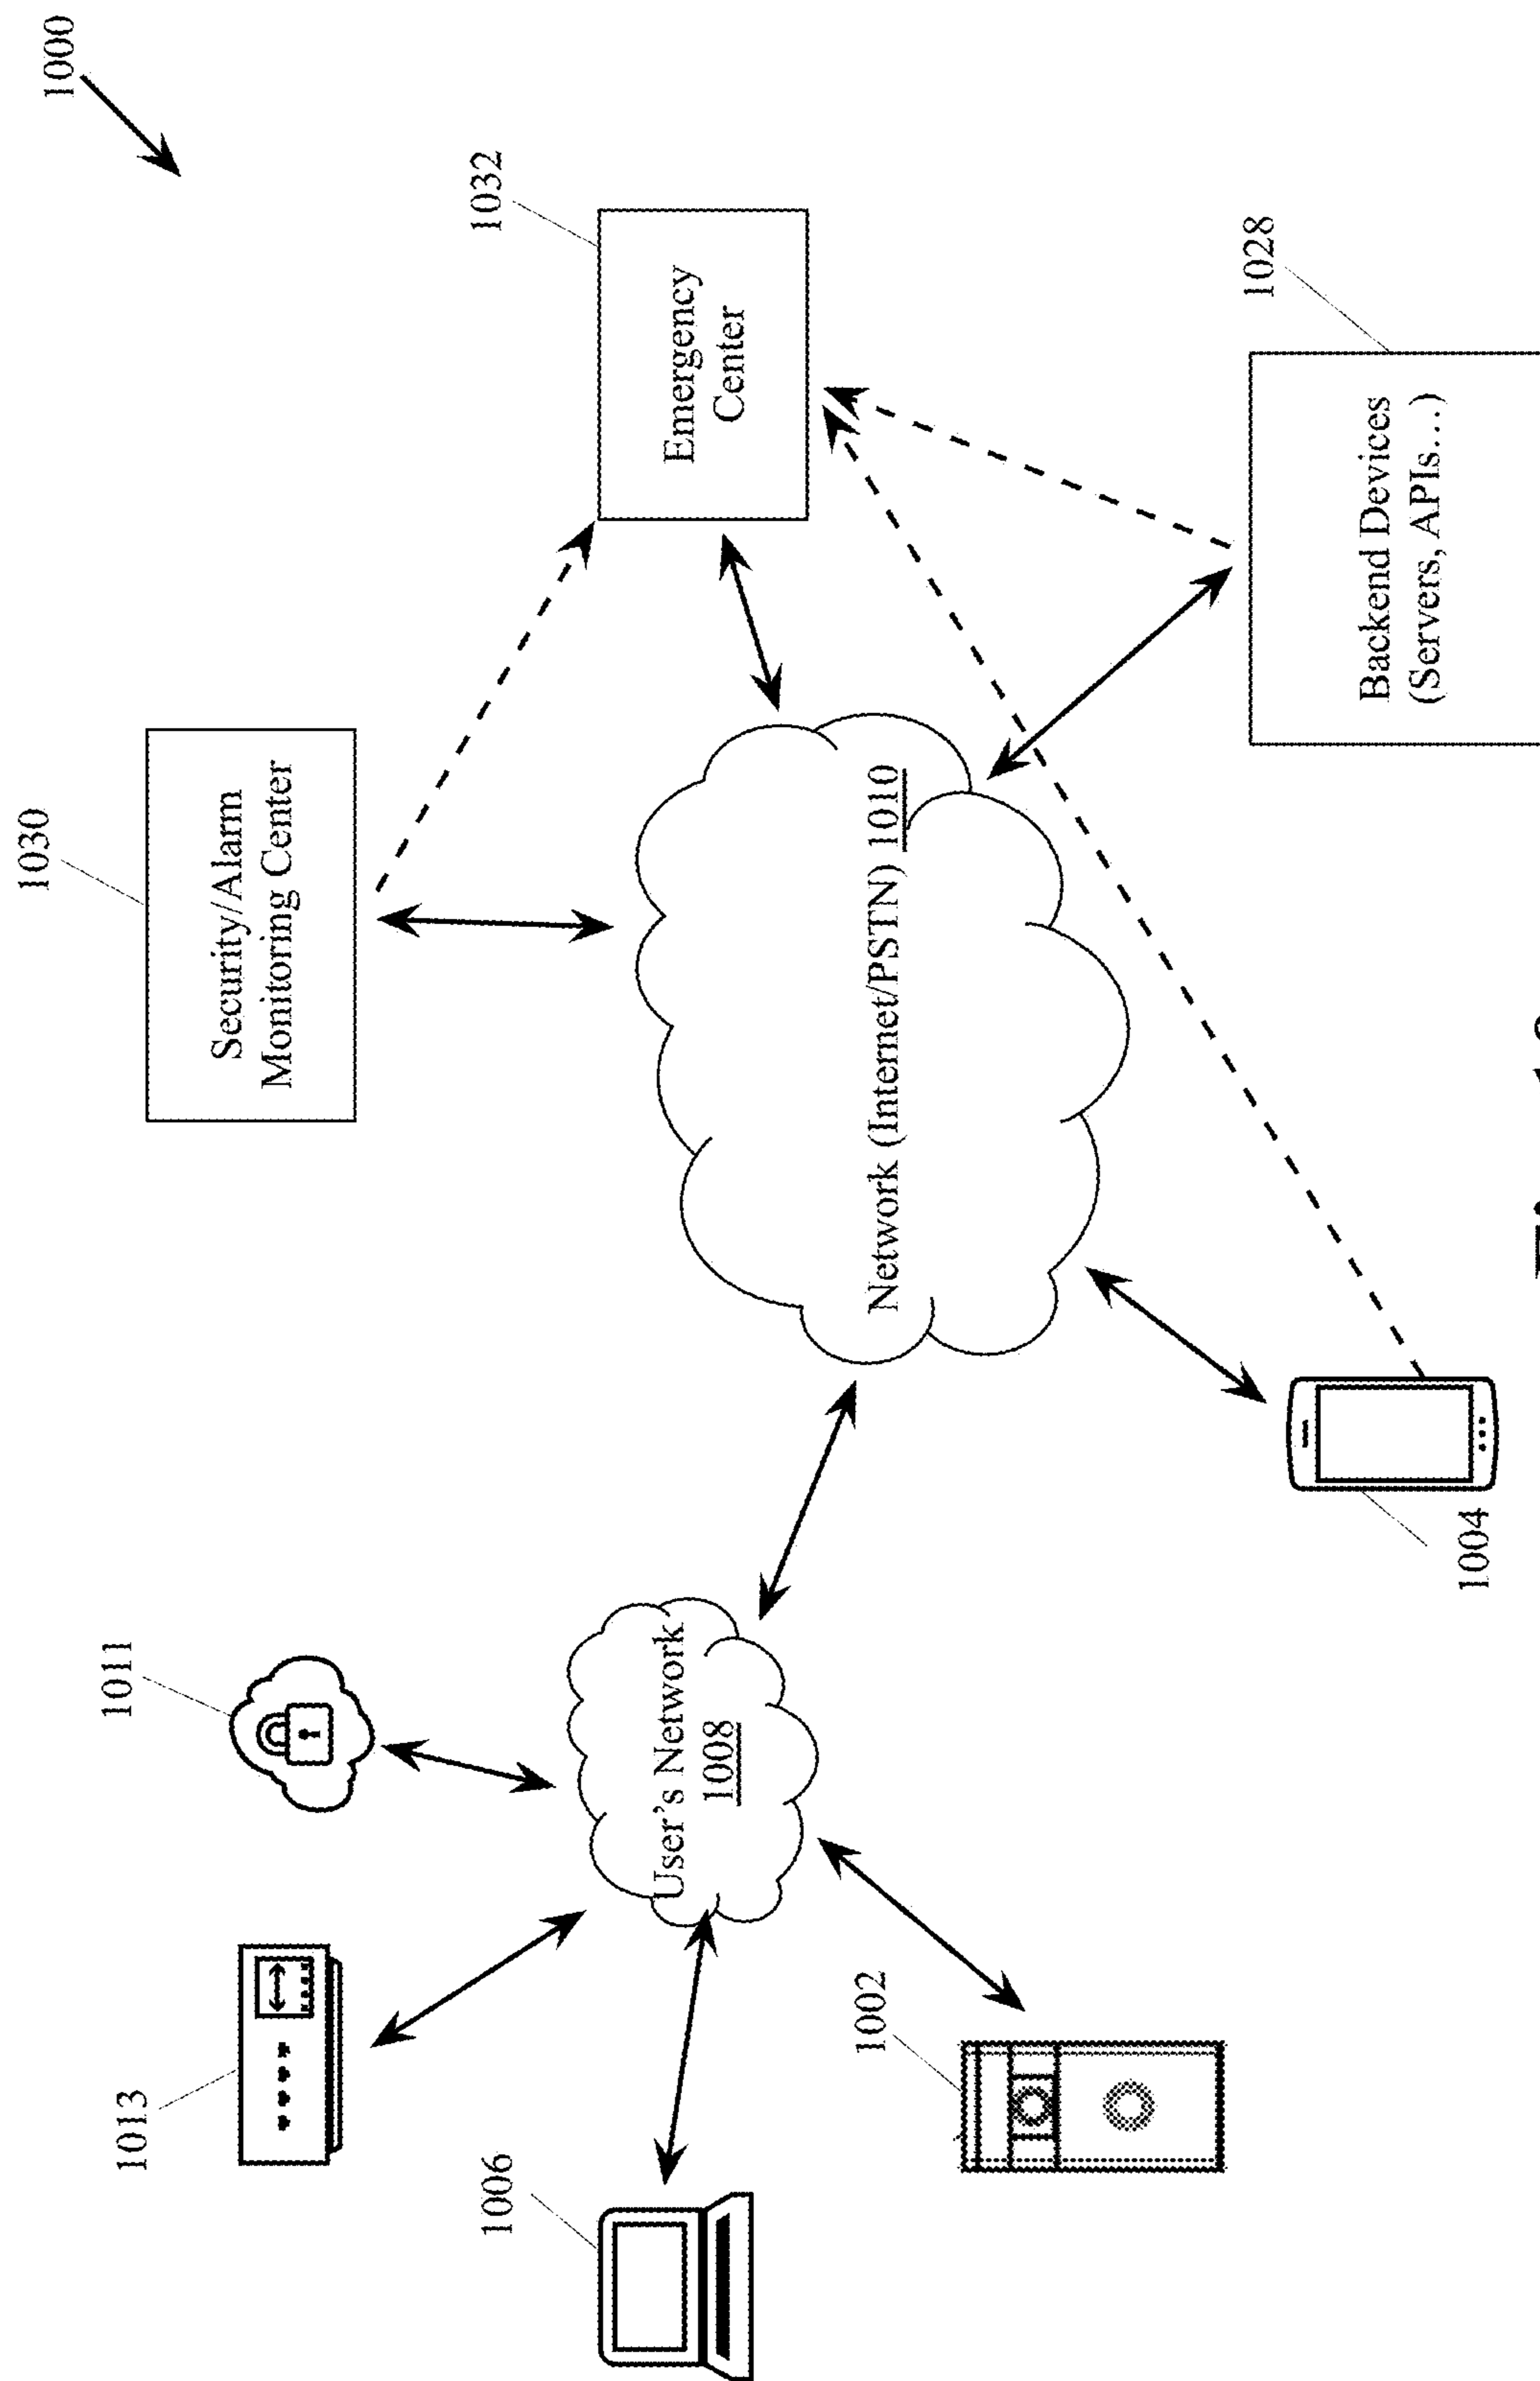 1000
1030
1011
1013
Security/Alarm
Monitoring Center
1032
1006
Emergency
Center
User's Network
1008
1002
Network (Internet/PSTN) 1010
1028
Backend Devices
(Servers, APIs…)
1004